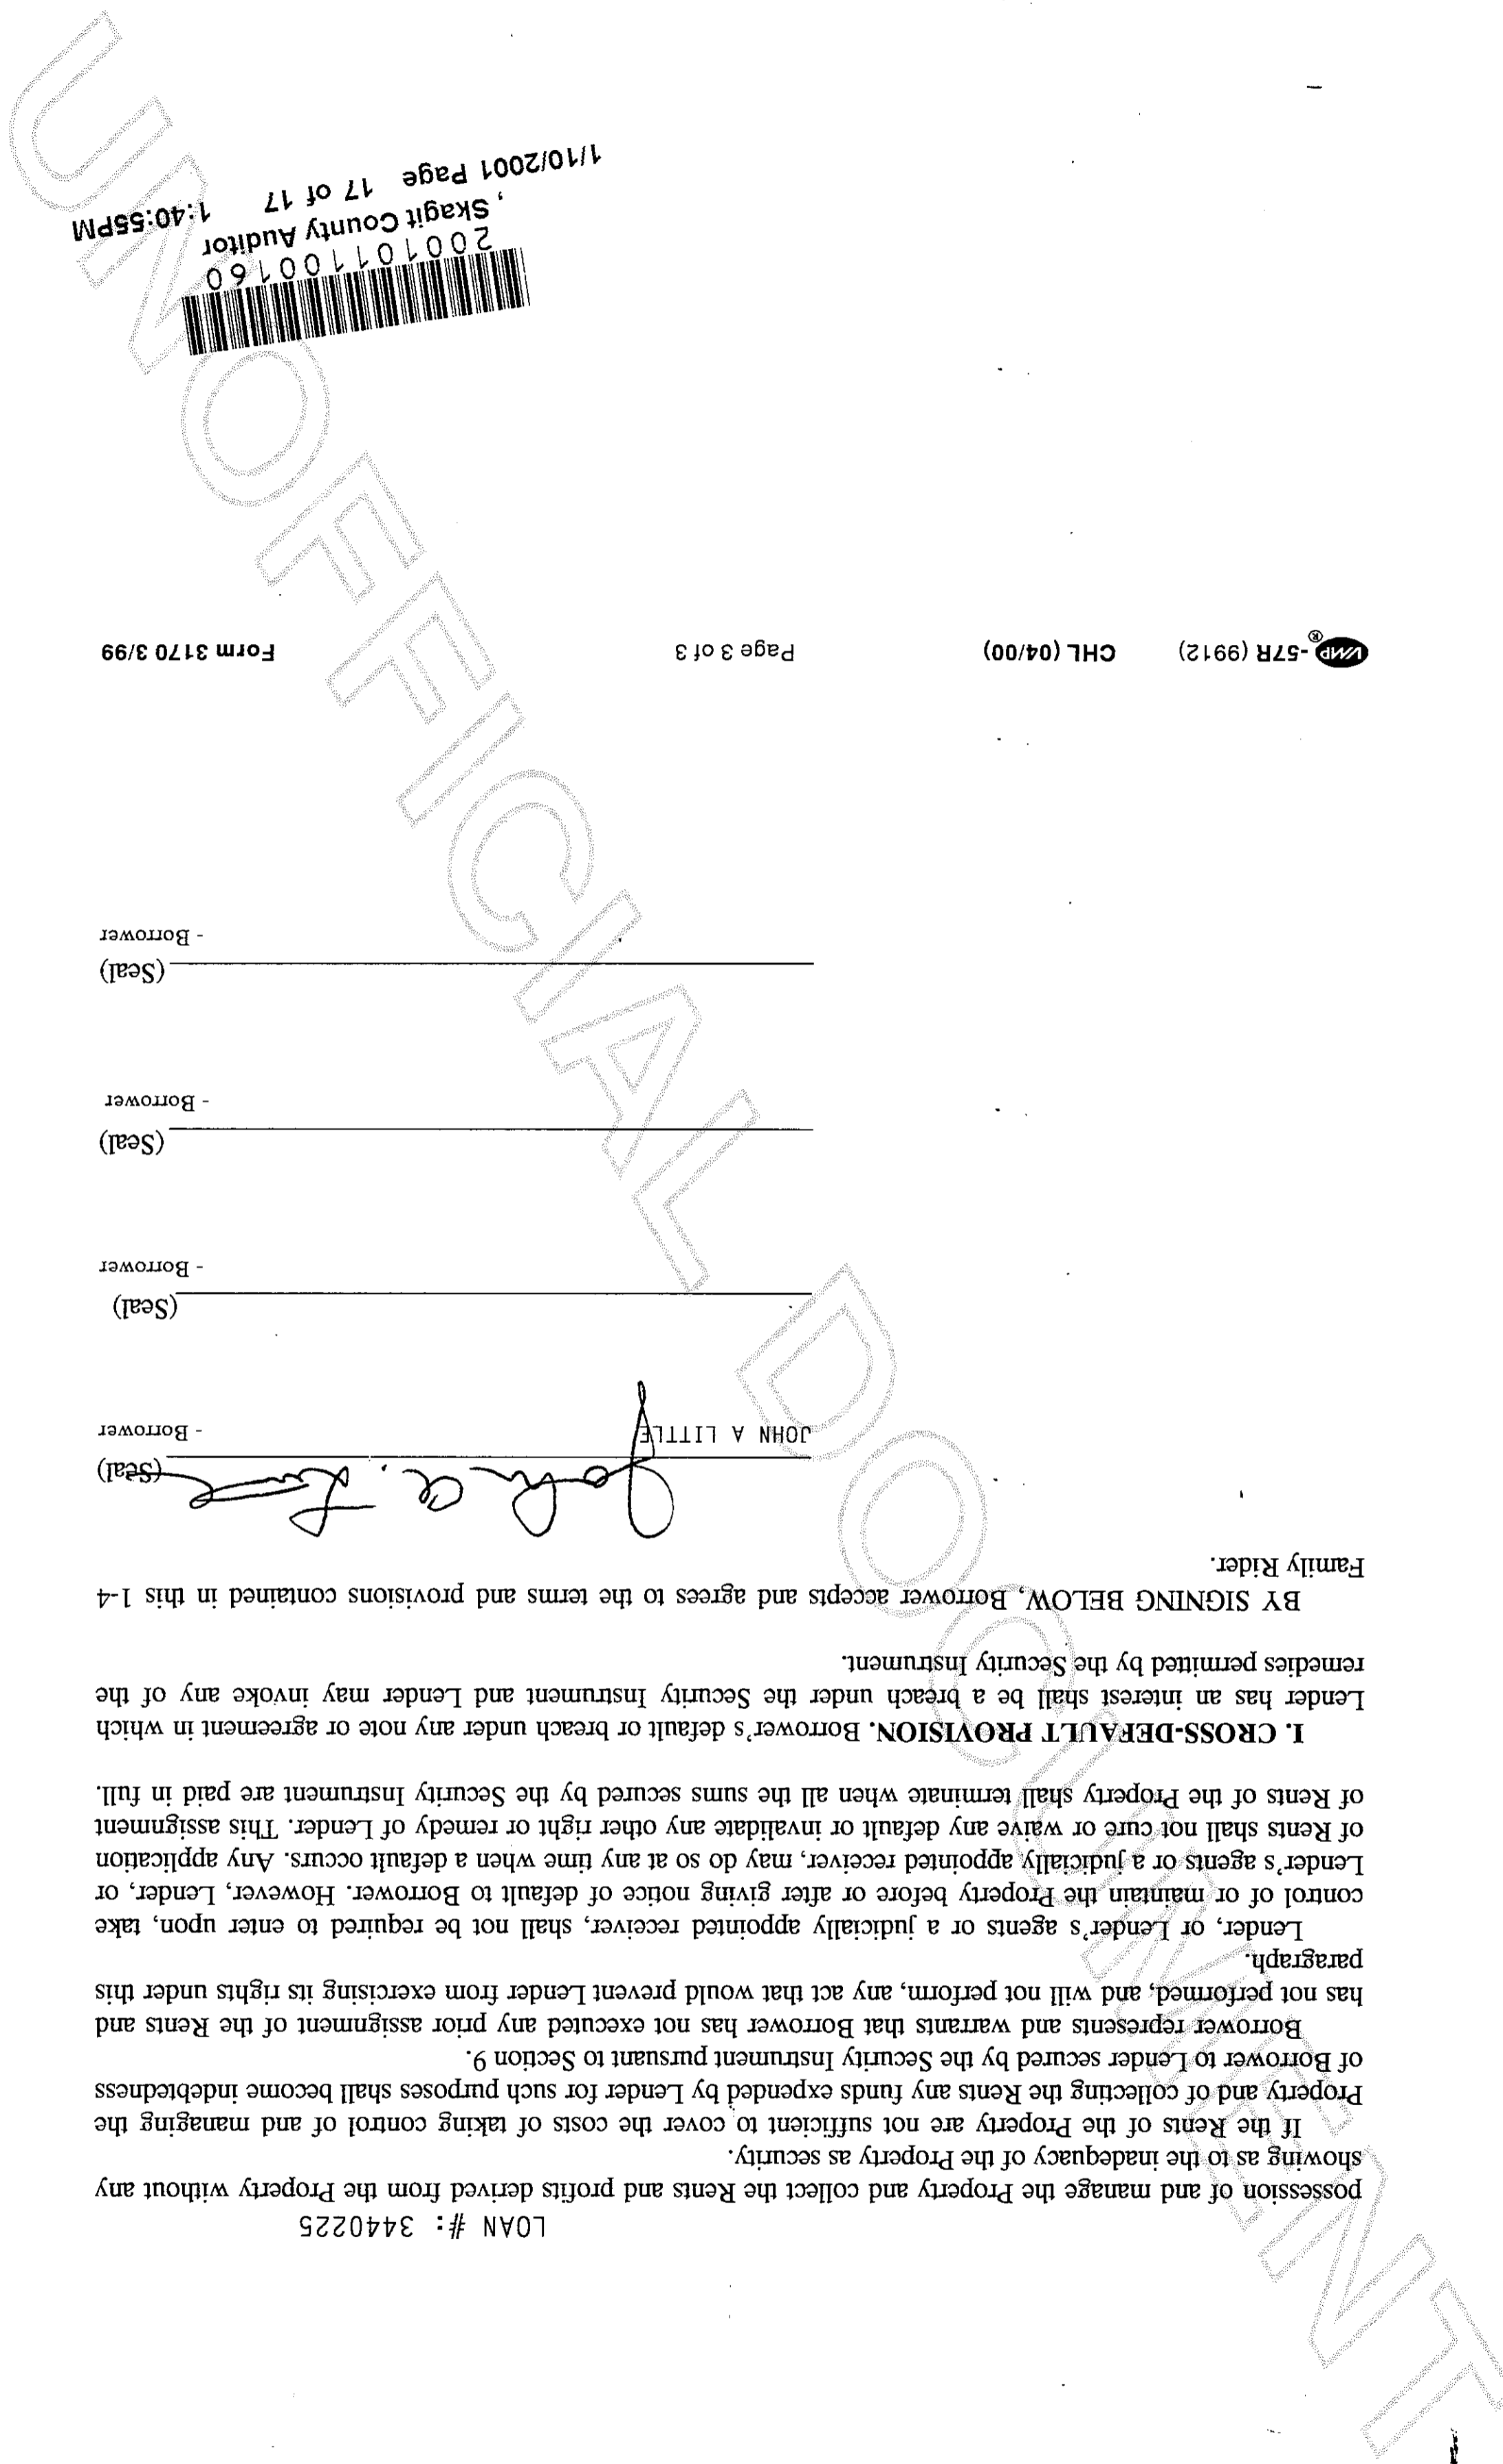 LOAN #: 3440225
possession of and manage the Property and collect the Rents and profits derived from the Property without any
showing as to the inadequacy of the Property as security.
If the Rents of the Property are not sufficient to cover the costs of taking control of and managing the
Property and of collecting the Rents any funds expended by Lender for such purposes shall become indebtedness
of Borrower to Lender secured by the Security Instrument pursuant to Section 9.
Borrower represents and warrants that Borrower has not executed any prior assignment of the Rents and
has not performed, and will not perform, any act that would prevent Lender from exercising its rights under this
paragraph.
Lender, or Lender's agents or a judicially appointed receiver, shall not be required to enter upon, take
control of or maintain the Property before or after giving notice of default to Borrower. However, Lender, or
Lender's agents or a judicially appointed receiver, may do so at any time when a default occurs. Any application
of Rents shall not cure or waive any default or invalidate any other right or remedy of Lender. This assignment
of Rents of the Property shall terminate when all the sums secured by the Security Instrument are paid in full.
I. CROSS-DEFAULT PROVISION. Borrower's default or breach under any note or agreement in which
Lender has an interest shall be a breach under the Security Instrument and Lender may invoke any of the
remedies permitted by the Security Instrument.
BY SIGNING BELOW, Borrower accepts and agrees to the terms and provisions contained in this 1-4
Family Rider.
John A. Little (Seal)
JOHN A LITTLE - Borrower
(Seal)
- Borrower
(Seal)
- Borrower
(Seal)
- Borrower
VMP ® -57R (9912) CHL (04/00) Page 3 of 3 Form 3170 3/99
200101100160
, Skagit County Auditor
1/10/2001 Page 17 of 17 1:40:55PM
UNOFFICIAL DOCUMENT